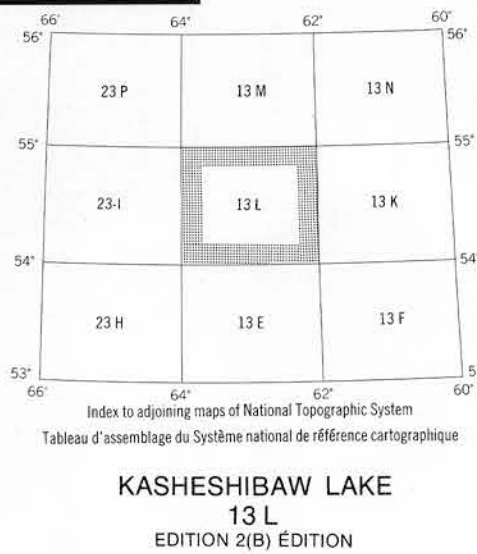 66° 64° 62° 60°
56° 56°
23 P 13 M 13 N
55° 55°
23-I 13 L 13 K
54° 54°
23 H 13 E 13 F
53° 5
66° 64° 62° 60°
Index to adjoining maps of National Topographic System
Tableau d'assemblage du Système national de référence cartographique
KASHESHIBAW LAKE
13 L
EDITION 2(B) ÉDITION